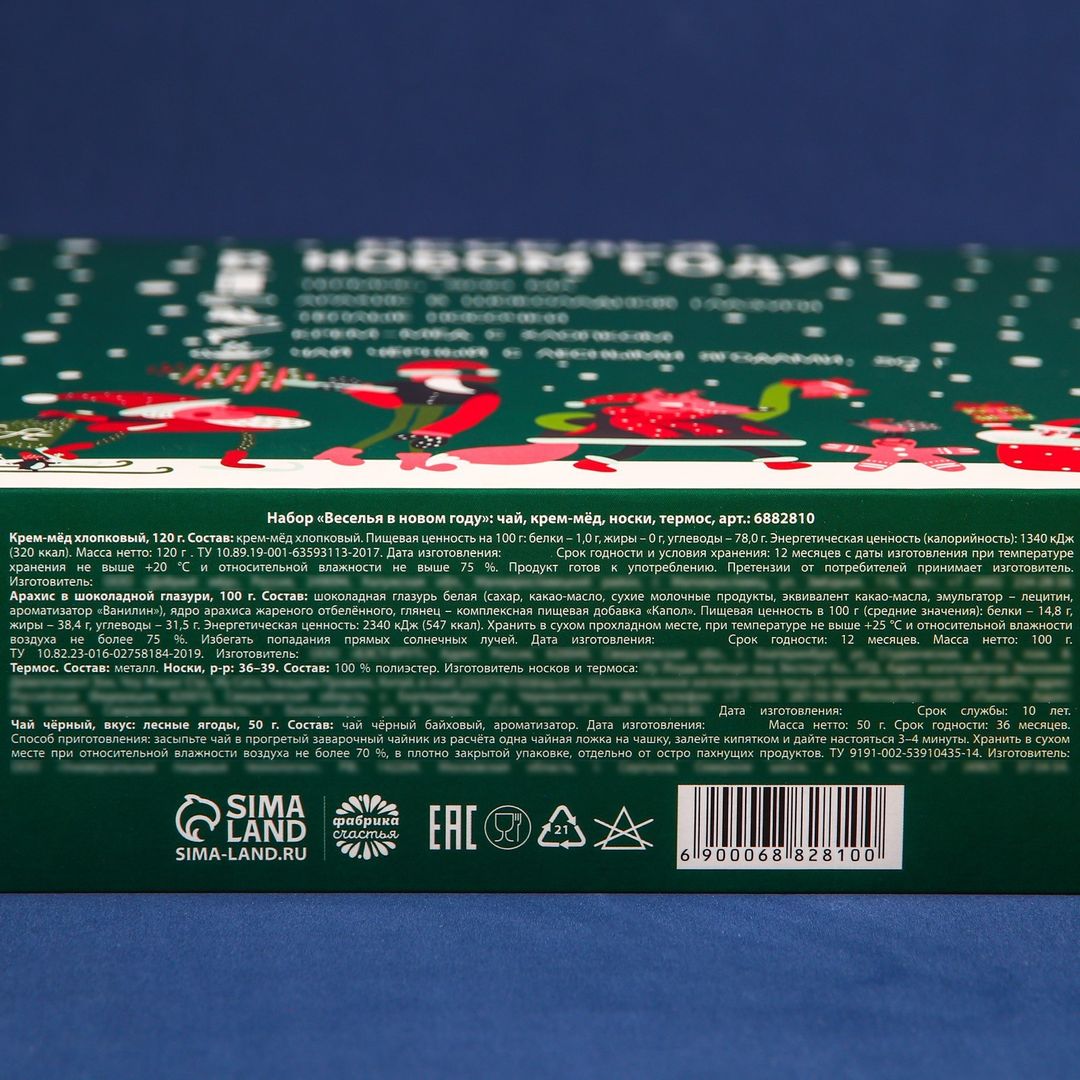 НОВОМ ГОДУ!
КРЕМ-МЁД С ХЛОПКОМ
ЧАЙ ЧЁРНЫЙ С ЛЕСНЫМИ ЯГОДАМИ, 50 Г
Набор «Веселья в новом году»: чай, крем-мёд, носки, термос, арт.: 6882810
Крем-мёд хлопковый, 120 г. Состав: крем-мёд хлопковый. Пищевая ценность на 100 г: белки – 1,0 г, жиры – 0 г, углеводы – 78,0 г. Энергетическая ценность (калорийность): 1340 кДж
(320 ккал). Масса нетто: 120 г . ТУ 10.89.19-001-63593113-2017. Дата изготовления: Срок годности и условия хранения: 12 месяцев с даты изготовления при температуре
хранения не выше +20 °С и относительной влажности не выше 75 %. Продукт готов к употреблению. Претензии от потребителей принимает изготовитель.
Изготовитель:
Арахис в шоколадной глазури, 100 г. Состав: шоколадная глазурь белая (сахар, какао-масло, сухие молочные продукты, эквивалент какао-масла, эмульгатор – лецитин,
ароматизатор «Ванилин»), ядро арахиса жареного отбелённого, глянец – комплексная пищевая добавка «Капол». Пищевая ценность в 100 г (средние значения): белки – 14,8 г,
жиры – 38,4 г, углеводы – 31,5 г. Энергетическая ценность: 2340 кДж (547 ккал). Хранить в сухом прохладном месте, при температуре не выше +25 °С и относительной влажности
воздуха не более 75 %. Избегать попадания прямых солнечных лучей. Дата изготовления: Срок годности: 12 месяцев. Масса нетто: 100 г.
ТУ 10.82.23-016-02758184-2019. Изготовитель:
Термос. Состав: металл. Носки, р-р: 36–39. Состав: 100 % полиэстер. Изготовитель носков и термоса:
Дата изготовления: Срок службы: 10 лет.
Чай чёрный, вкус: лесные ягоды, 50 г. Состав: чай чёрный байховый, ароматизатор. Дата изготовления: Масса нетто: 50 г. Срок годности: 36 месяцев.
Способ приготовления: засыпьте чай в прогретый заварочный чайник из расчёта одна чайная ложка на чашку, залейте кипятком и дайте настояться 3–4 минуты. Хранить в сухом
месте при относительной влажности воздуха не более 70 %, в плотно закрытой упаковке, отдельно от остро пахнущих продуктов. ТУ 9191-002-53910435-14. Изготовитель:
SIMA
LAND
SIMA-LAND.RU
фабрика
счастья
EAC
21
6 900068 828100